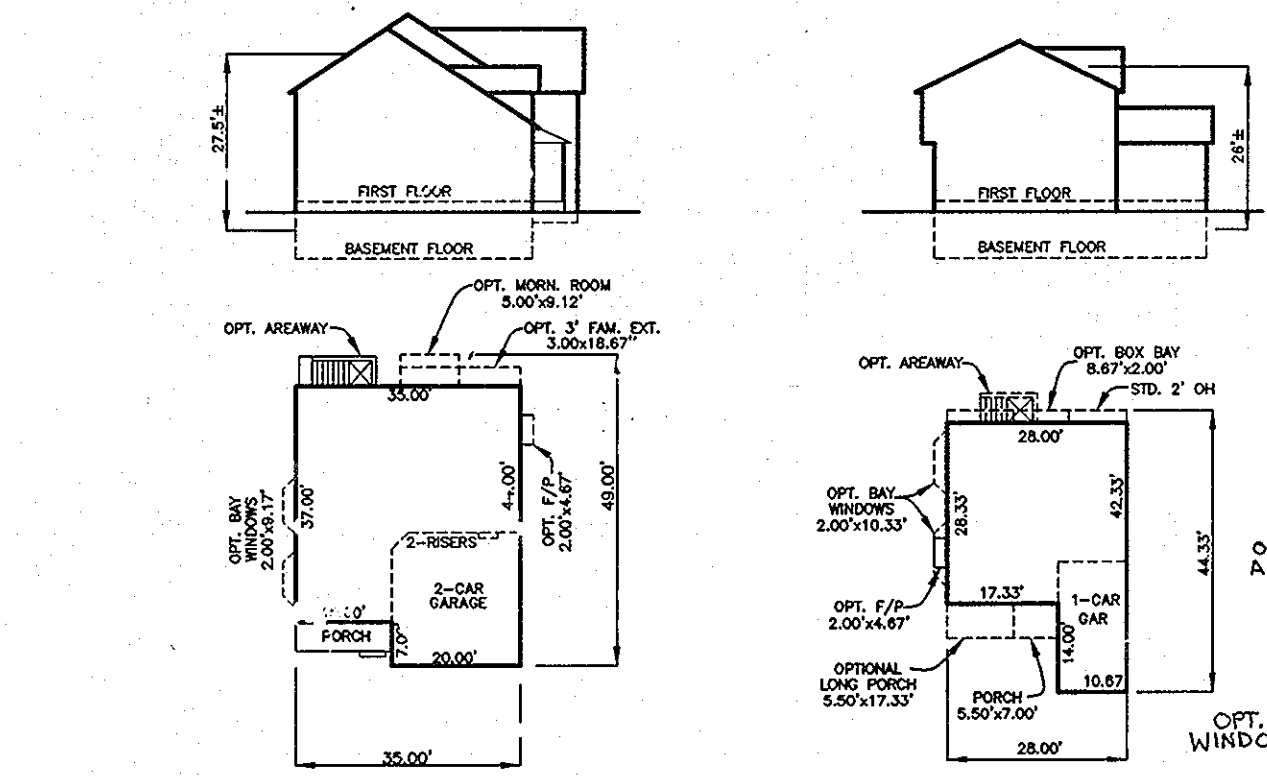 27.5'±
FIRST FLOOR
BASEMENT FLOOR
OPT. MORN. ROOM
5.00'x9.12'
OPT. AREAWAY
OPT. 3' FAM. EXT.
3.00x18.67"
35.00'
OPT. BAY
WINDOWS
2.00'x9.17'
37.00'
OPT. F/P
2.00'x4.67'
49.00'
2-RISERS
2-CAR
GARAGE
PORCH
7.0'
20.00'
35.00'
26'±
FIRST FLOOR
BASEMENT FLOOR
OPT. BOX BAY
8.67'x2.00'
OPT. AREAWAY
STD. 2' OH
28.00'
OPT. BAY
WINDOWS
2.00'x10.33'
28.33'
42.33'
44.33'
OPT. F/P
2.00'x4.67'
17.33'
1-CAR
GAR
14.00'
10.67
OPTIONAL
LONG PORCH
5.50'x17.33'
PORCH
5.50'x7.00'
28.00'
O
A
OPT.
WINDO